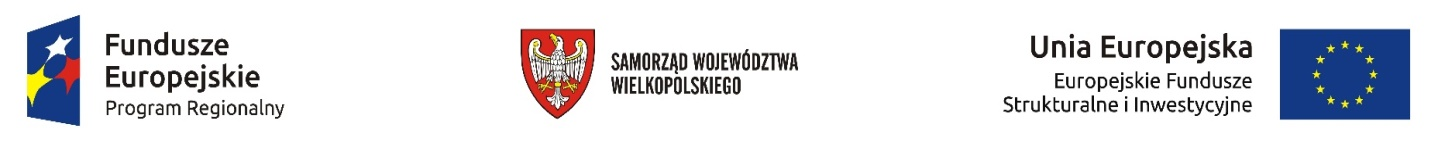 Fundusze
Europejskie
Program Regionalny
SAMORZĄD WOJEWÓDZTWA
WIELKOPOLSKIEGO
Unia Europejska
Europejskie Fundusze
Strukturalne i Inwestycyjne